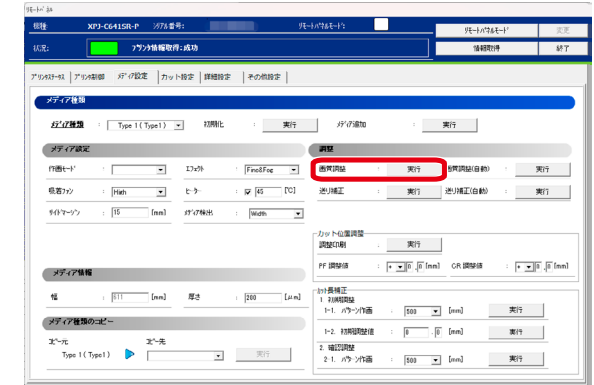 ﾘﾓｰﾄﾊﾟﾈﾙ
機種: XPJ-C641SR-P ｼﾘｱﾙ番号: ﾘﾓｰﾄﾊﾟﾈﾙﾓｰﾄﾞ: ﾘﾓｰﾄﾊﾟﾈﾙﾓｰﾄﾞ 変更
状況: ﾌﾟﾘﾝﾀ情報取得:成功 情報取得 終了
ﾌﾟﾘﾝﾀｽﾃｰﾀｽ ﾌﾟﾘﾝﾀ制御 ﾒﾃﾞｨｱ設定 カット設定 詳細設定 その他設定
メディア種類
ﾒﾃﾞｨｱ種類 : Type 1 ( Type1 ) 初期化 : 実行 ﾒﾃﾞｨｱ追加 : 実行
メディア設定
作画ﾓｰﾄﾞ :
ｴﾌｪｸﾄ : Fine&Fog
吸着ﾌｧﾝ : High
ﾋｰﾀｰ : 45 [℃]
ｻｲﾄﾞﾏｰｼﾞﾝ : 15 [mm]
ﾒﾃﾞｨｱ検出 : Width
メディア情報
幅 : 611 [mm] 厚さ : 200 [μm]
メディア種類のコピー
ｺﾋﾟｰ元 ｺﾋﾟｰ先
Type 1 ( Type1 ) 実行
調整
画質調整 : 実行 画質調整(自動) : 実行
送り補正 : 実行 送り補正(自動) : 実行
カット位置調整
調整印刷 : 実行
PF 調整値 : + 0 . 0 [mm] CR 調整値 : + 0 . 0 [mm]
ｶｯﾄ長補正
1. 初期調整
1-1. ﾊﾟﾀｰﾝ作画 : 500 [mm] 実行
1-2. 初期調整値 : 0 . 0 [mm] 実行
2. 確認調整
2-1. ﾊﾟﾀｰﾝ作画 : 500 [mm] 実行